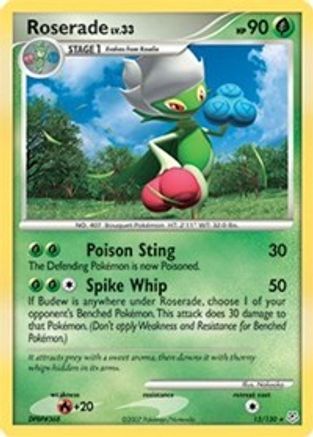 Roserade LV.33 HP 90
STAGE 1 Evolves from Roselia
NO. 407 Bouquet Pokémon. HT: 2'11" WT: 32.0 lbs.
Poison Sting 30
The Defending Pokémon is now Poisoned.
Spike Whip 50
If Budew is anywhere under Roserade, choose 1 of your
opponent's Benched Pokémon. This attack does 30 damage
to that Pokémon. (Don't apply Weakness and Resistance for Benched
Pokémon.)
It attracts prey with a sweet aroma, then downs it with thorny whips
hidden in its arms.
weakness resistance retreat cost
+20
©2007 Pokémon/Nintendo 13/130